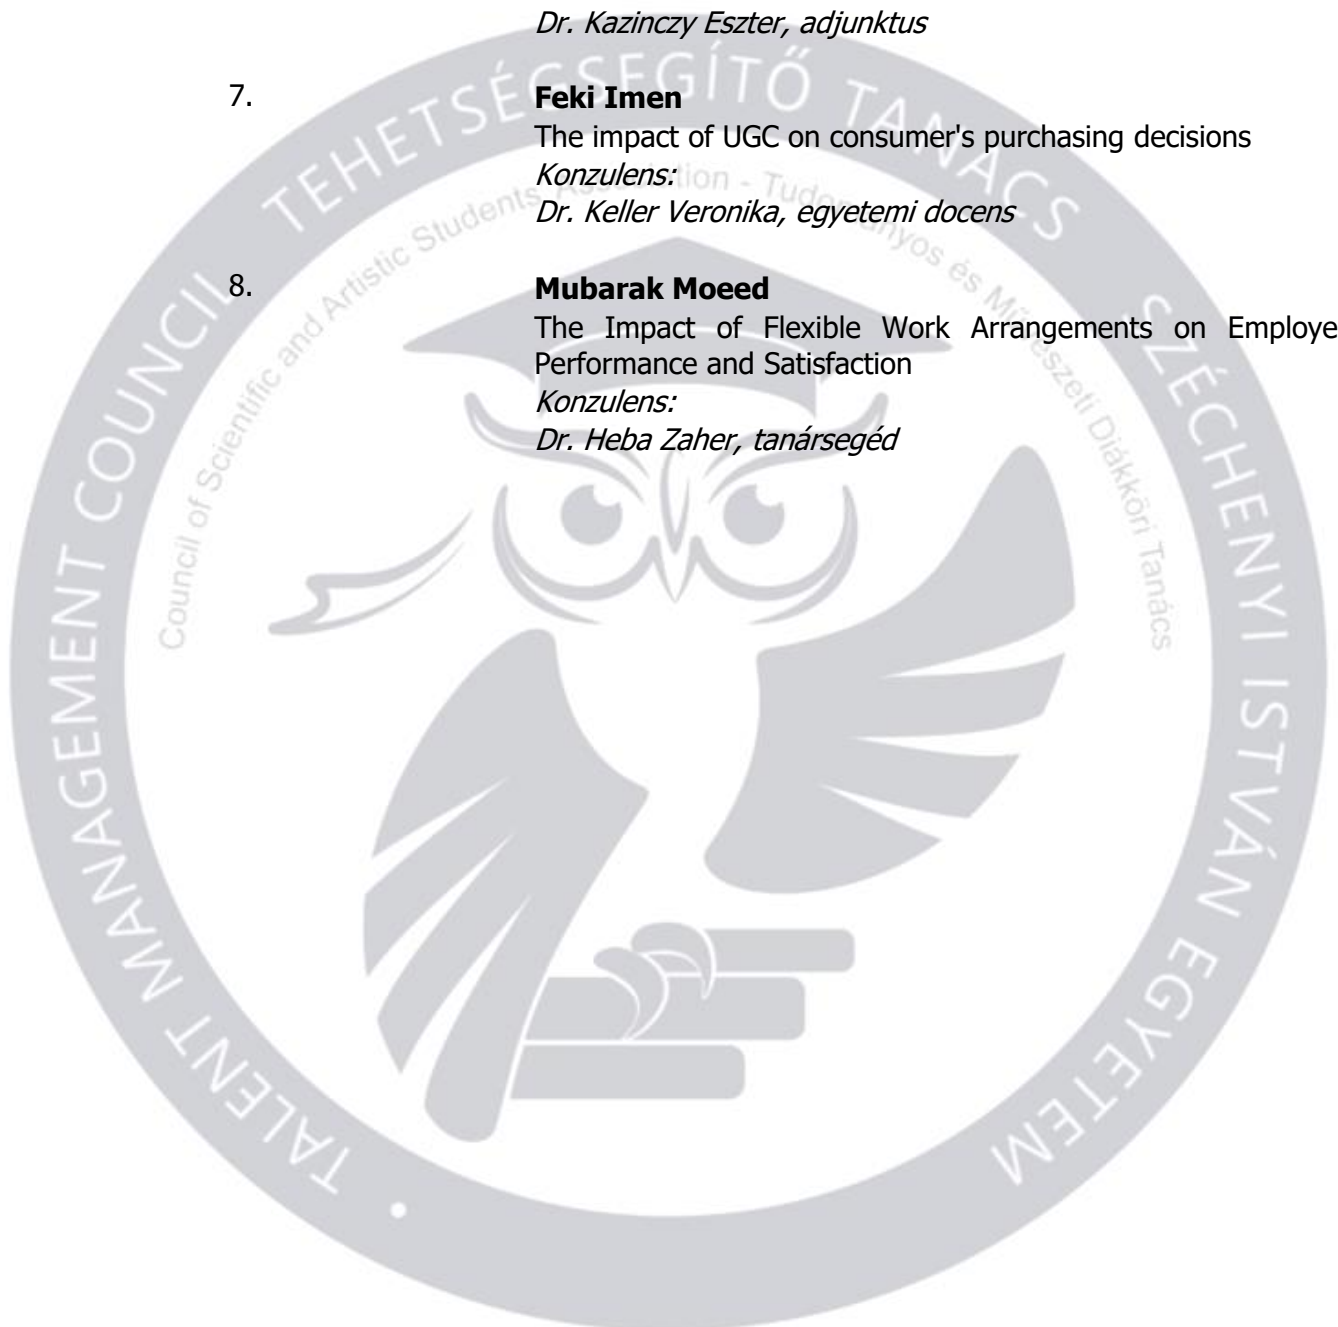 Dr. Kazinczy Eszter, adjunktus
7.
Feki Imen
The impact of UGC on consumer's purchasing decisions
Konzulens:
Dr. Keller Veronika, egyetemi docens
8.
Mubarak Moeed
The Impact of Flexible Work Arrangements on Employe
Performance and Satisfaction
Konzulens:
Dr. Heba Zaher, tanársegéd
TALENT MANAGEMENT COUNCIL TEHETSÉGSEGÍTŐ TANÁCS SZÉCHENYI ISTVÁN EGYETEM
Council of Scientific and Artistic Students' Association - Tudományos és Művészeti Diákköri Tanács